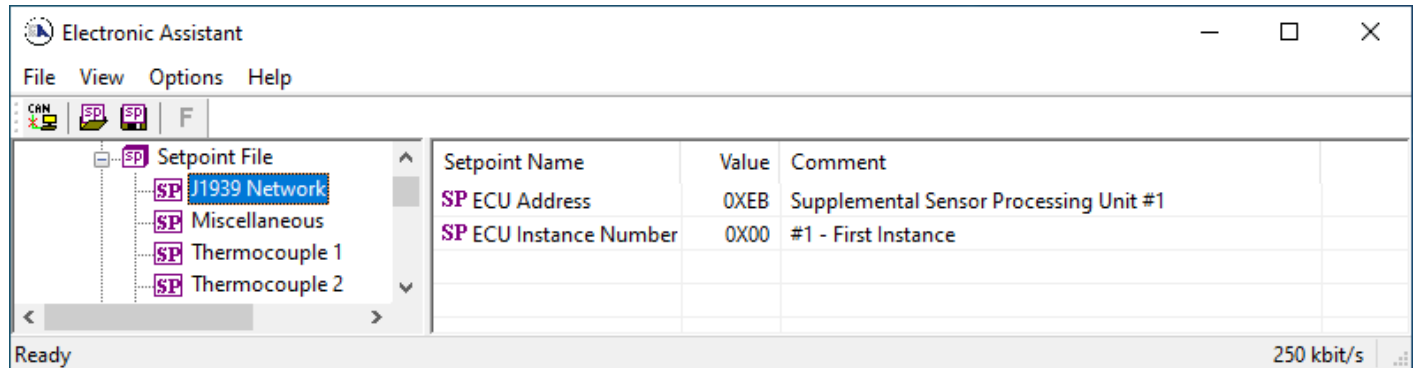 Electronic Assistant
File View Options Help
CAN SP SP F
SP Setpoint File
SP J1939 Network
SP Miscellaneous
SP Thermocouple 1
SP Thermocouple 2
Setpoint Name Value Comment
SP ECU Address 0XEB Supplemental Sensor Processing Unit #1
SP ECU Instance Number 0X00 #1 - First Instance
Ready 250 kbit/s